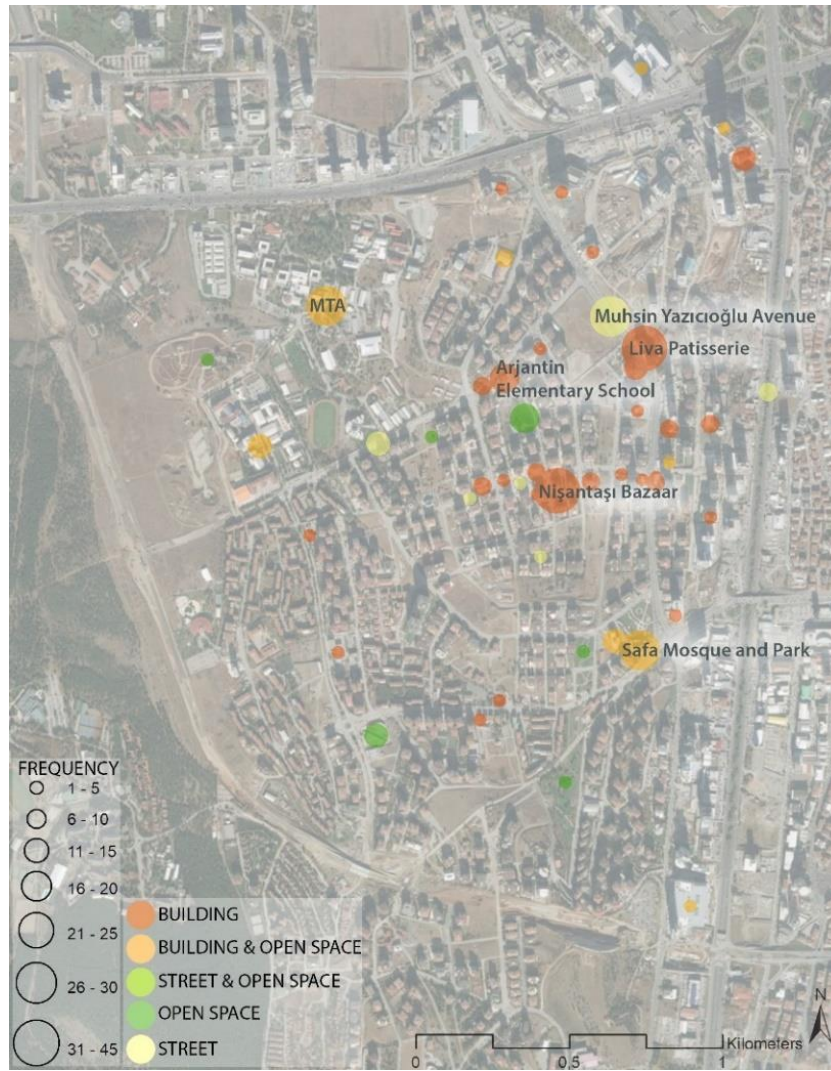 MTA
Muhsin Yazıcıoğlu Avenue
Liva Patisserie
Arjantin
Elementary School
Nişantaşı Bazaar
Safa Mosque and Park
FREQUENCY
1 - 5
6 - 10
11 - 15
16 - 20
21 - 25
26 - 30
31 - 45
BUILDING
BUILDING & OPEN SPACE
STREET & OPEN SPACE
OPEN SPACE
STREET
N
Kilometers
0 0,5 1